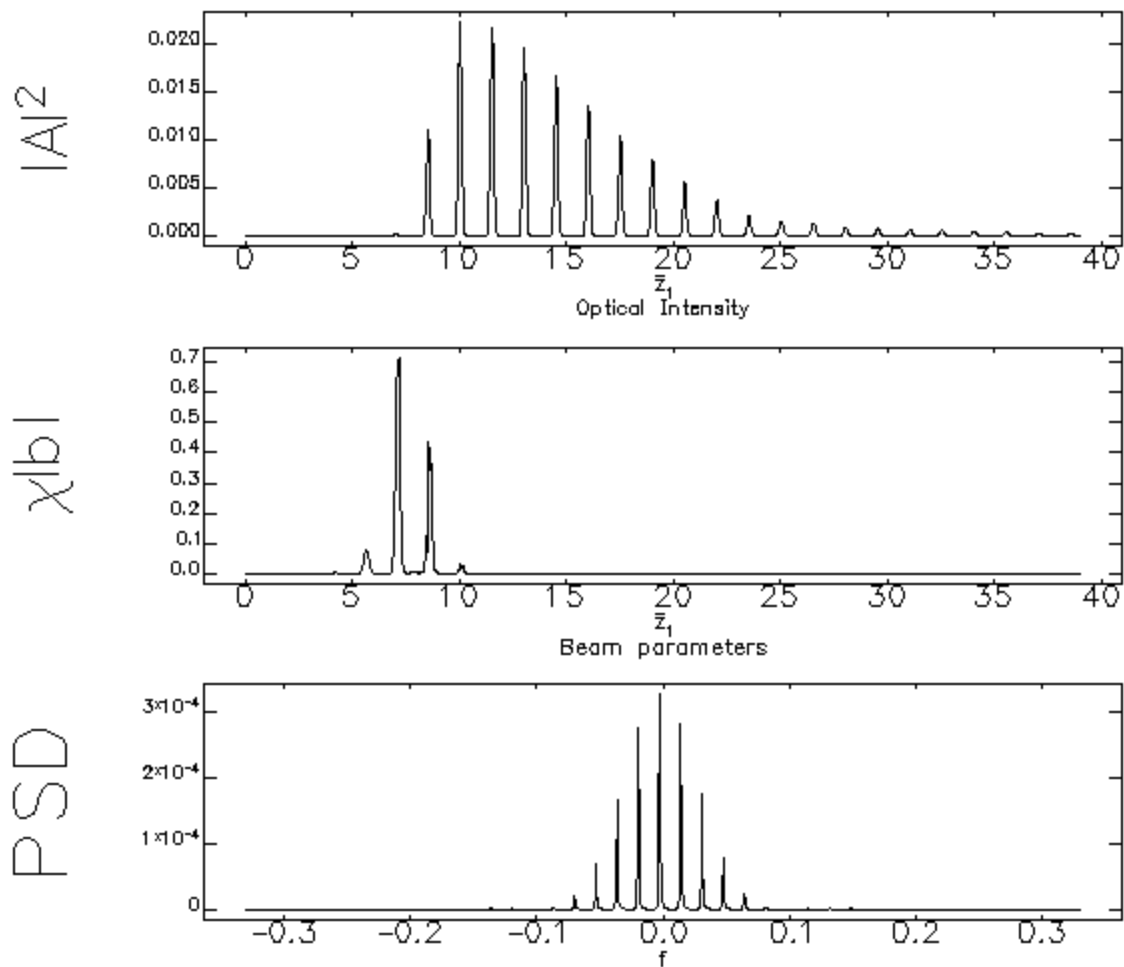 |A|²
0.020
0.015
0.010
0.005
0.000
0 5 10 15 20 25 30 35 40
z̄₁
Optical Intensity
χ|b|
0.7
0.6
0.5
0.4
0.3
0.2
0.1
0.0
0 5 10 15 20 25 30 35 40
z̄₁
Beam parameters
PSD
3×10⁻⁴
2×10⁻⁴
1×10⁻⁴
0
-0.3 -0.2 -0.1 0.0 0.1 0.2 0.3
f